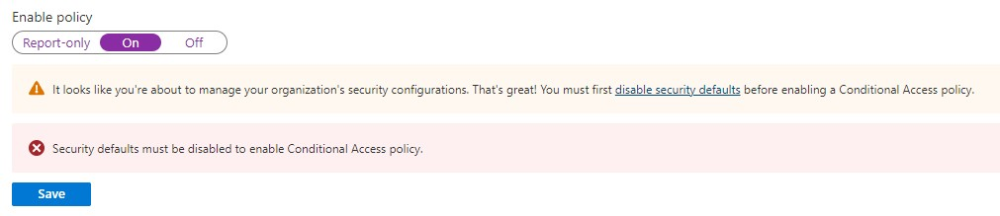 Enable policy
Report-only On Off
It looks like you're about to manage your organization's security configurations. That's great! You must first disable security defaults before enabling a Conditional Access policy.
Security defaults must be disabled to enable Conditional Access policy.
Save